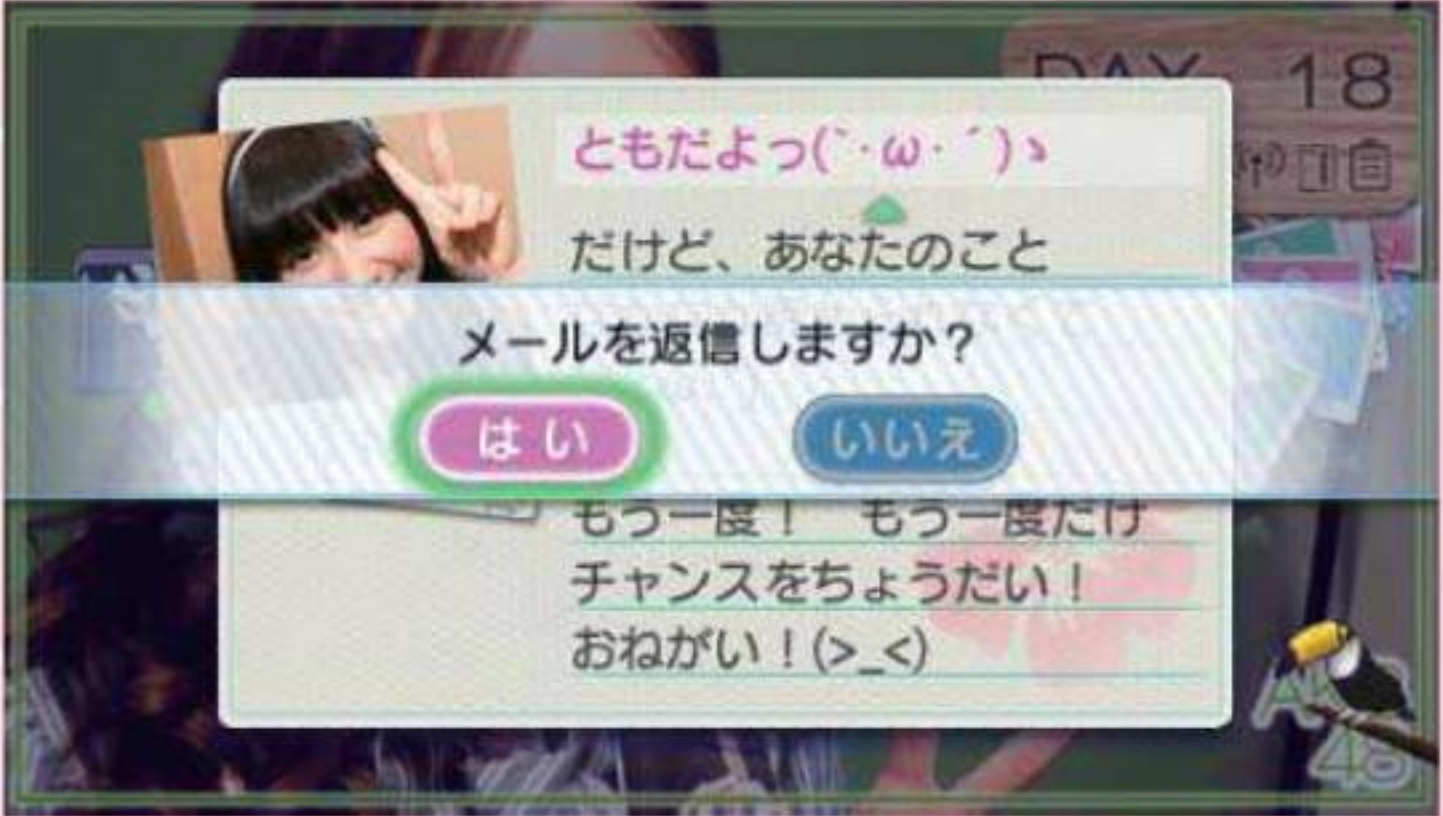 DAY 18
ともだよっ(`･ω･´)ゝ
だけど、あなたのこと
メールを返信しますか？
はい
いいえ
もう一度！　もう一度だけ
チャンスをちょうだい！
おねがい！(>_<)
48